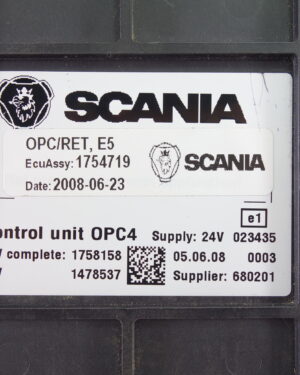 SCANIA
OPC/RET, E5
EcuAssy: 1754719
SCANIA
Date: 2008-06-23
e1
ontrol unit OPC4 Supply: 24V 023435
complete: 1758158 05.06.08 0003
1478537 Supplier: 680201